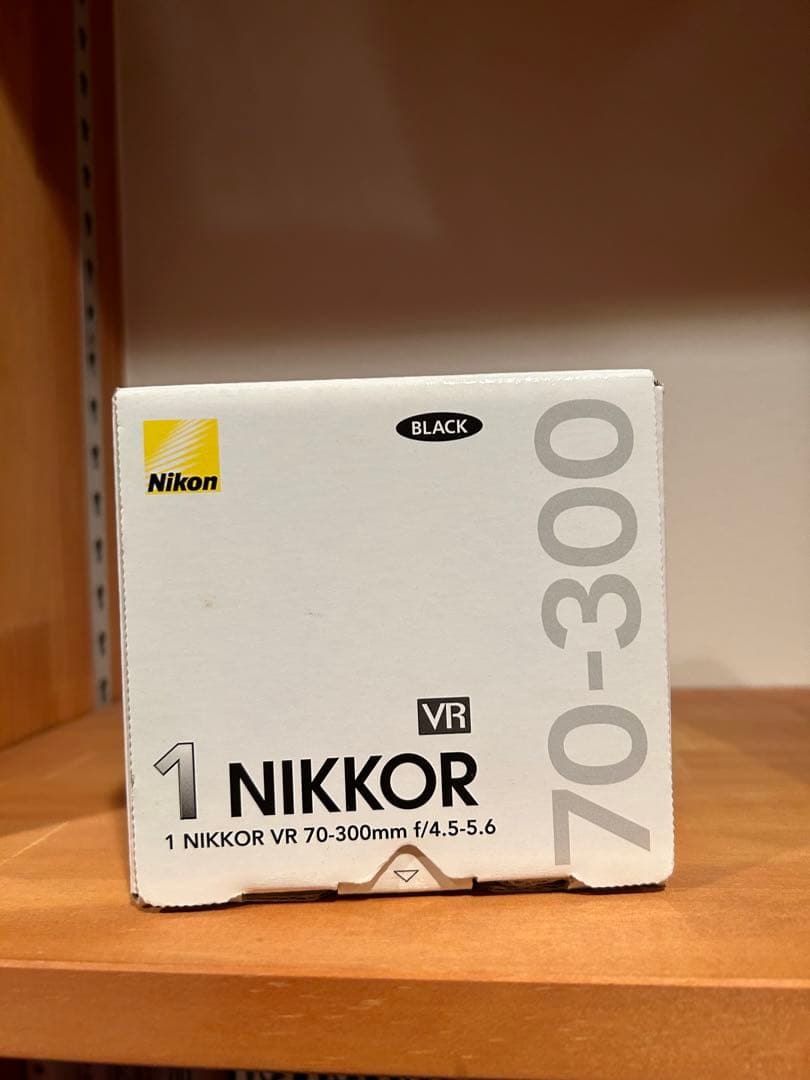 Nikon
BLACK
70-300
VR
1 NIKKOR
1 NIKKOR VR 70-300mm f/4.5-5.6